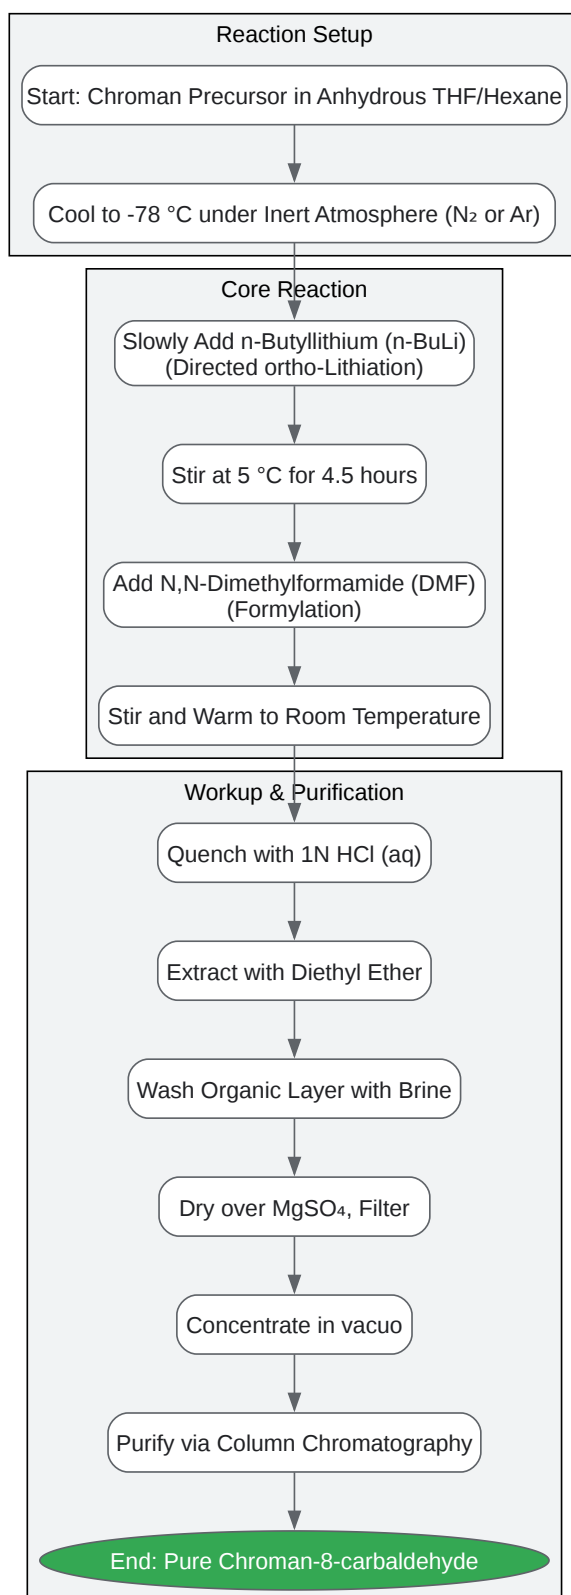 Reaction Setup
Start: Chroman Precursor in Anhydrous THF/Hexane
Cool to -78 °C under Inert Atmosphere (N₂ or Ar)
Core Reaction
Slowly Add n-Butyllithium (n-BuLi)
(Directed ortho-Lithiation)
Stir at 5 °C for 4.5 hours
Add N,N-Dimethylformamide (DMF)
(Formylation)
Stir and Warm to Room Temperature
Workup & Purification
Quench with 1N HCl (aq)
Extract with Diethyl Ether
Wash Organic Layer with Brine
Dry over MgSO₄, Filter
Concentrate in vacuo
Purify via Column Chromatography
End: Pure Chroman-8-carbaldehyde